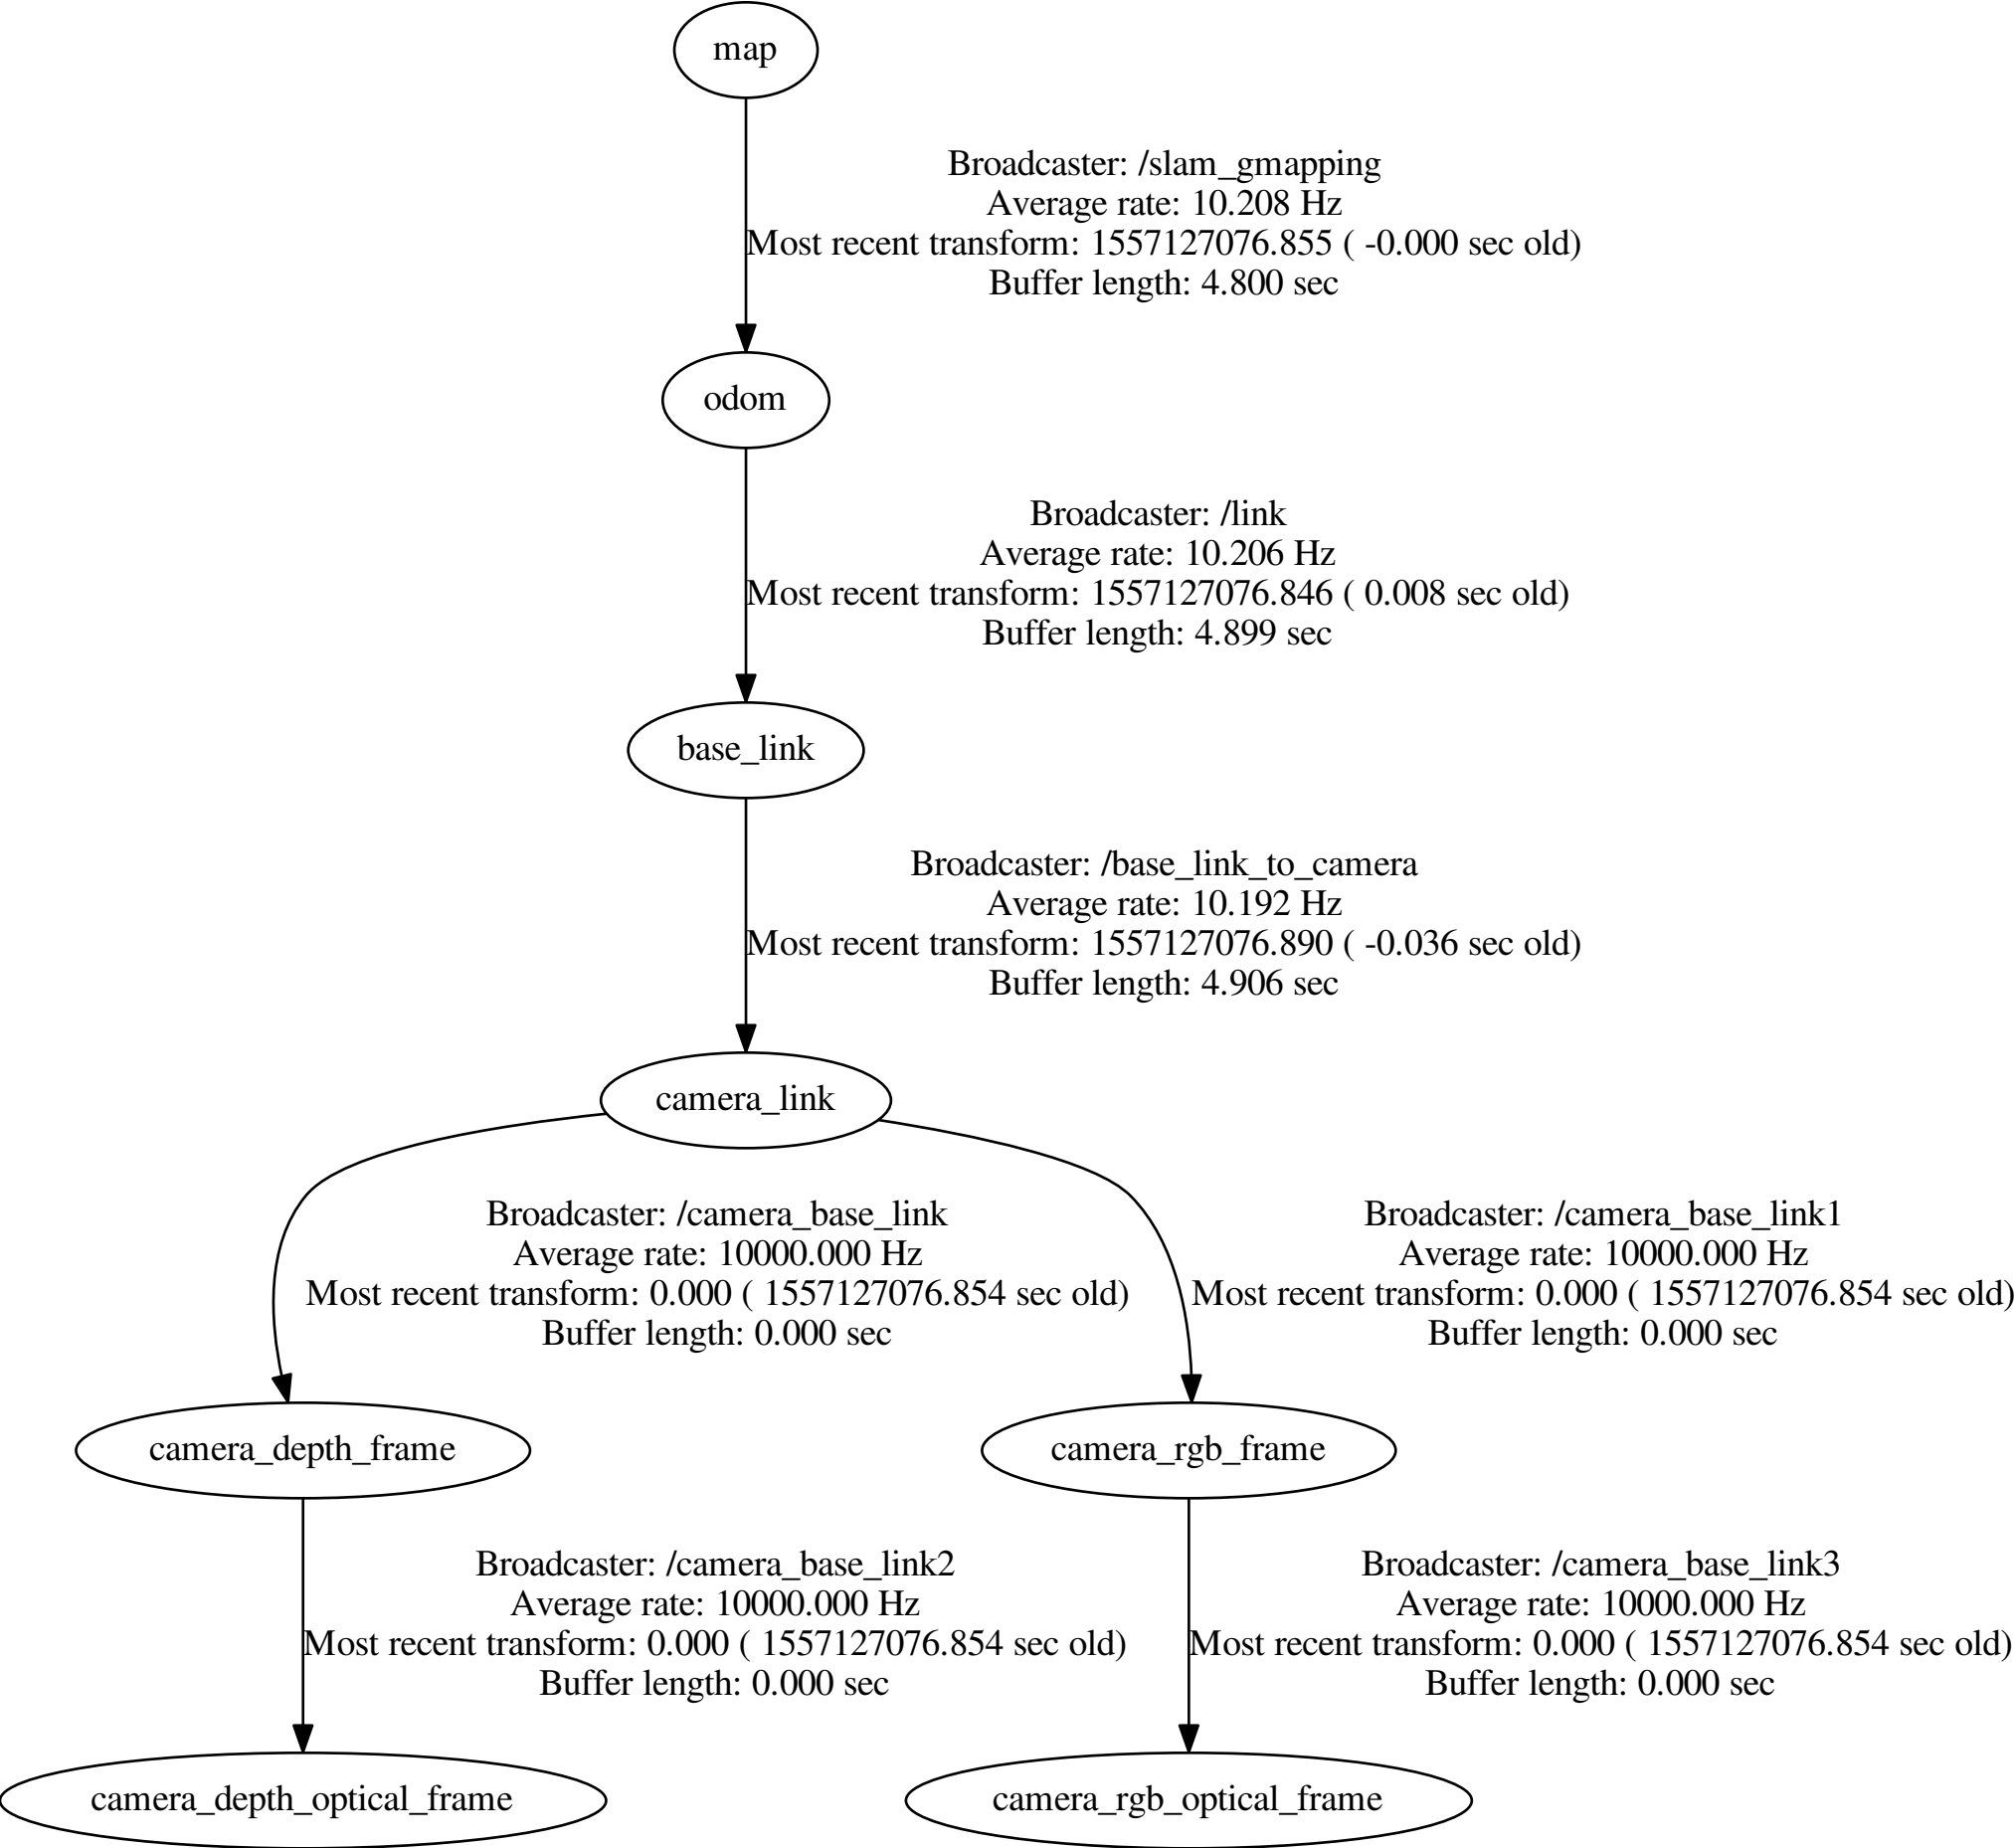 map
Broadcaster: /slam_gmapping
Average rate: 10.208 Hz
Most recent transform: 1557127076.855 ( -0.000 sec old)
Buffer length: 4.800 sec
odom
Broadcaster: /link
Average rate: 10.206 Hz
Most recent transform: 1557127076.846 ( 0.008 sec old)
Buffer length: 4.899 sec
base_link
Broadcaster: /base_link_to_camera
Average rate: 10.192 Hz
Most recent transform: 1557127076.890 ( -0.036 sec old)
Buffer length: 4.906 sec
camera_link
Broadcaster: /camera_base_link
Average rate: 10000.000 Hz
Most recent transform: 0.000 ( 1557127076.854 sec old)
Buffer length: 0.000 sec
Broadcaster: /camera_base_link1
Average rate: 10000.000 Hz
Most recent transform: 0.000 ( 1557127076.854 sec old)
Buffer length: 0.000 sec
camera_depth_frame
camera_rgb_frame
Broadcaster: /camera_base_link2
Average rate: 10000.000 Hz
Most recent transform: 0.000 ( 1557127076.854 sec old)
Buffer length: 0.000 sec
Broadcaster: /camera_base_link3
Average rate: 10000.000 Hz
Most recent transform: 0.000 ( 1557127076.854 sec old)
Buffer length: 0.000 sec
camera_depth_optical_frame
camera_rgb_optical_frame